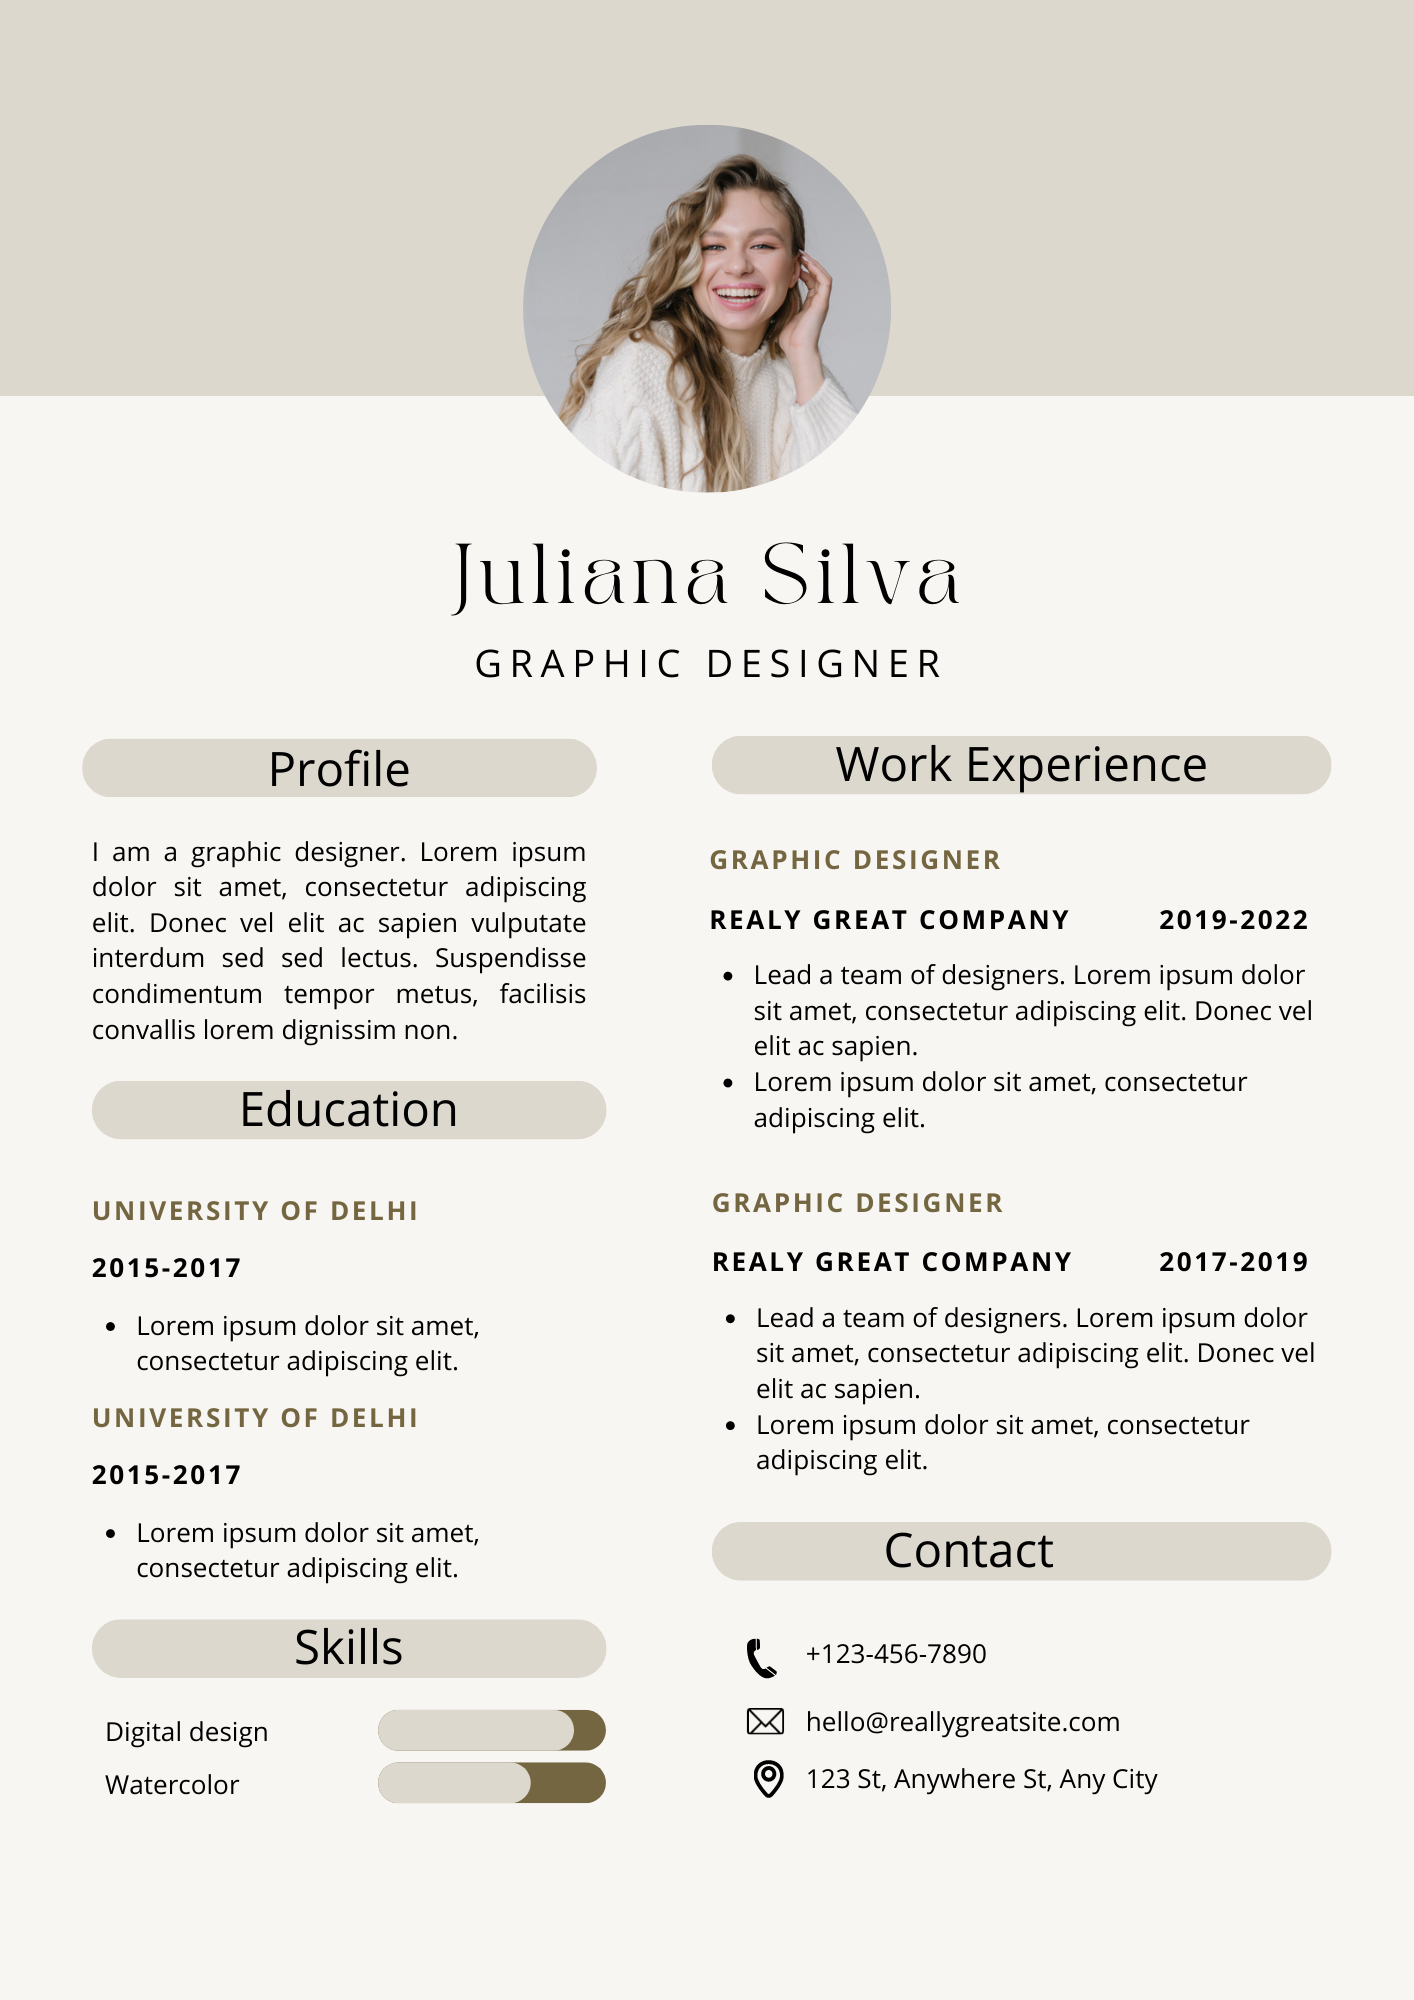 Juliana Silva
GRAPHIC DESIGNER
Profile
I am a graphic designer. Lorem ipsum
dolor sit amet, consectetur adipiscing
elit. Donec vel elit ac sapien vulputate
interdum sed sed lectus. Suspendisse
condimentum tempor metus, facilisis
convallis lorem dignissim non.
Education
UNIVERSITY OF DELHI
2015-2017
• Lorem ipsum dolor sit amet,
consectetur adipiscing elit.
UNIVERSITY OF DELHI
2015-2017
• Lorem ipsum dolor sit amet,
consectetur adipiscing elit.
Skills
Digital design
Watercolor
Work Experience
GRAPHIC DESIGNER
REALY GREAT COMPANY 2019-2022
• Lead a team of designers. Lorem ipsum dolor
sit amet, consectetur adipiscing elit. Donec vel
elit ac sapien.
• Lorem ipsum dolor sit amet, consectetur
adipiscing elit.
GRAPHIC DESIGNER
REALY GREAT COMPANY 2017-2019
• Lead a team of designers. Lorem ipsum dolor
sit amet, consectetur adipiscing elit. Donec vel
elit ac sapien.
• Lorem ipsum dolor sit amet, consectetur
adipiscing elit.
Contact
+123-456-7890
hello@reallygreatsite.com
123 St, Anywhere St, Any City